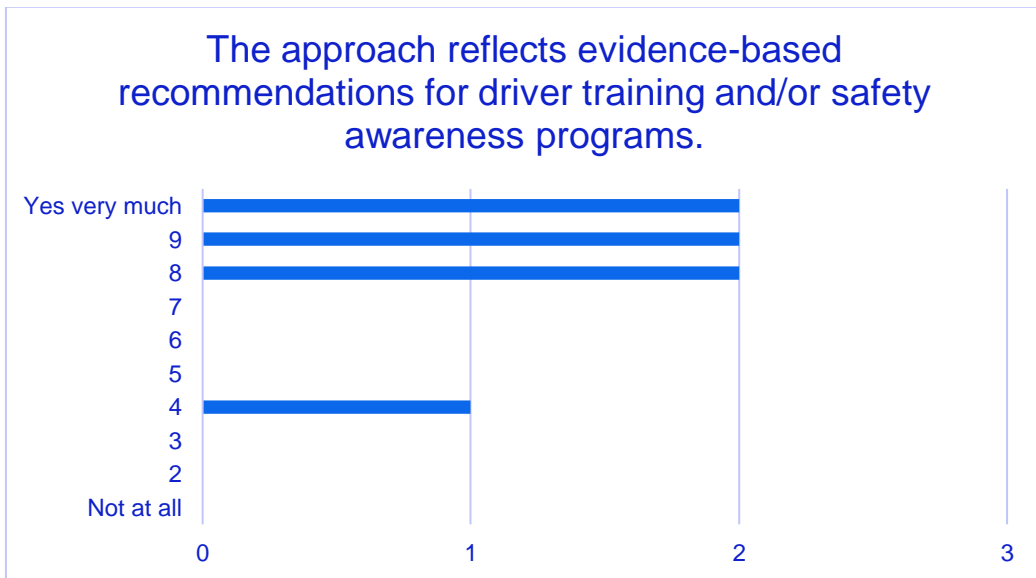 The approach reflects evidence-based
recommendations for driver training and/or safety
awareness programs.
Yes very much
9
8
7
6
5
4
3
2
Not at all
0 1 2 3